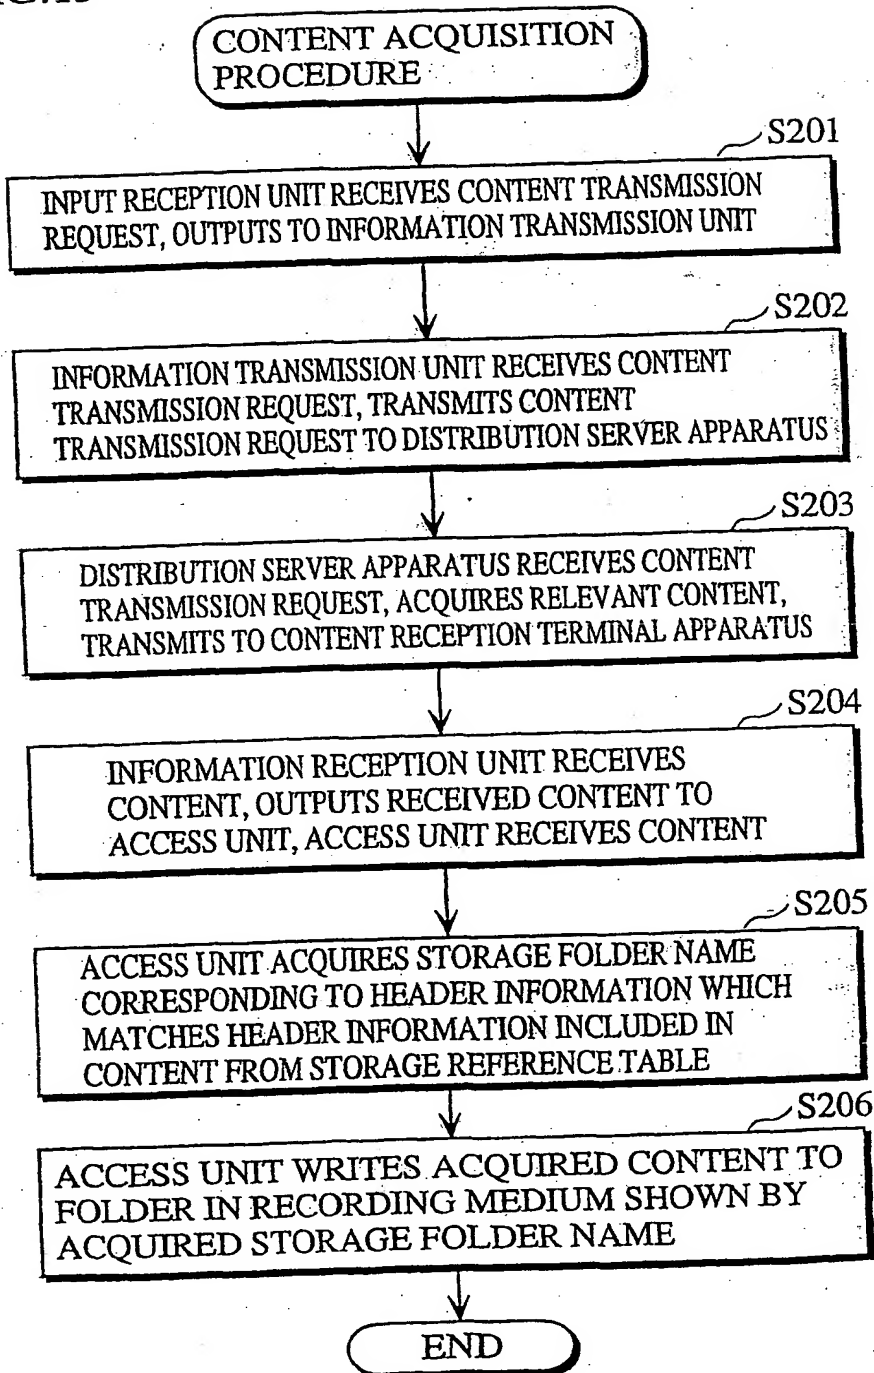 CONTENT ACQUISITION
PROCEDURE
S201
INPUT RECEPTION UNIT RECEIVES CONTENT TRANSMISSION
REQUEST, OUTPUTS TO INFORMATION TRANSMISSION UNIT
S202
INFORMATION TRANSMISSION UNIT RECEIVES CONTENT
TRANSMISSION REQUEST, TRANSMITS CONTENT
TRANSMISSION REQUEST TO DISTRIBUTION SERVER APPARATUS
S203
DISTRIBUTION SERVER APPARATUS RECEIVES CONTENT
TRANSMISSION REQUEST, ACQUIRES RELEVANT CONTENT,
TRANSMITS TO CONTENT RECEPTION TERMINAL APPARATUS
S204
INFORMATION RECEPTION UNIT RECEIVES
CONTENT, OUTPUTS RECEIVED CONTENT TO
ACCESS UNIT, ACCESS UNIT RECEIVES CONTENT
S205
ACCESS UNIT ACQUIRES STORAGE FOLDER NAME
CORRESPONDING TO HEADER INFORMATION WHICH
MATCHES HEADER INFORMATION INCLUDED IN
CONTENT FROM STORAGE REFERENCE TABLE
S206
ACCESS UNIT WRITES ACQUIRED CONTENT TO
FOLDER IN RECORDING MEDIUM SHOWN BY
ACQUIRED STORAGE FOLDER NAME
END